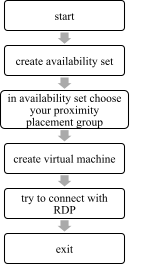 start
create availability set
in availability set choose
your proximity
placement group
create virtual machine
try to connect with
RDP
exit